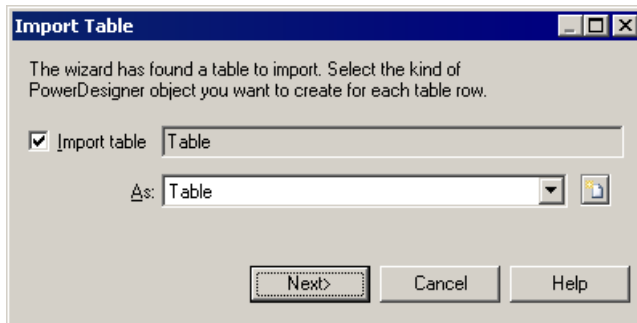 Import Table
The wizard has found a table to import. Select the kind of
PowerDesigner object you want to create for each table row.
Import table Table
As: Table
Next> Cancel Help